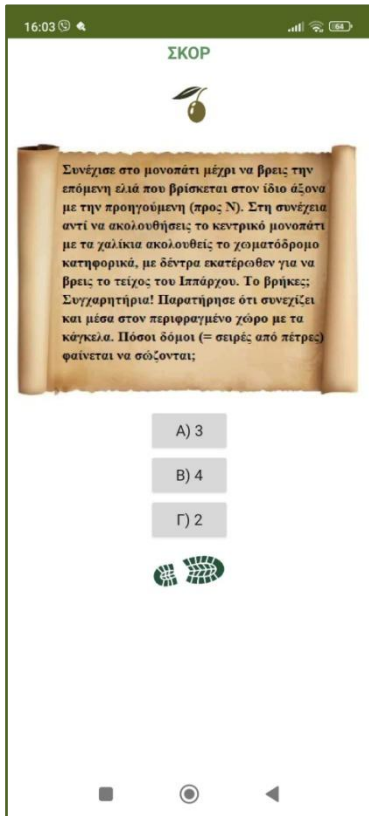 16:03
64
ΣΚΟΡ
Συνέχισε στο μονοπάτι μέχρι να βρεις την
επόμενη ελιά που βρίσκεται στον ίδιο άξονα
με την προηγούμενη (προς Ν). Στη συνέχεια
αντί να ακολουθήσεις το κεντρικό μονοπάτι
με τα χαλίκια ακολουθείς το χωματόδρομο
κατηφορικά, με δέντρα εκατέρωθεν για να
βρεις το τείχος του Ιππάρχου. Το βρήκες;
Συγχαρητήρια! Παρατήρησε ότι συνεχίζει
και μέσα στον περιφραγμένο χώρο με τα
κάγκελα. Πόσοι δόμοι (= σειρές από πέτρες)
φαίνεται να σώζονται;
Α) 3
Β) 4
Γ) 2